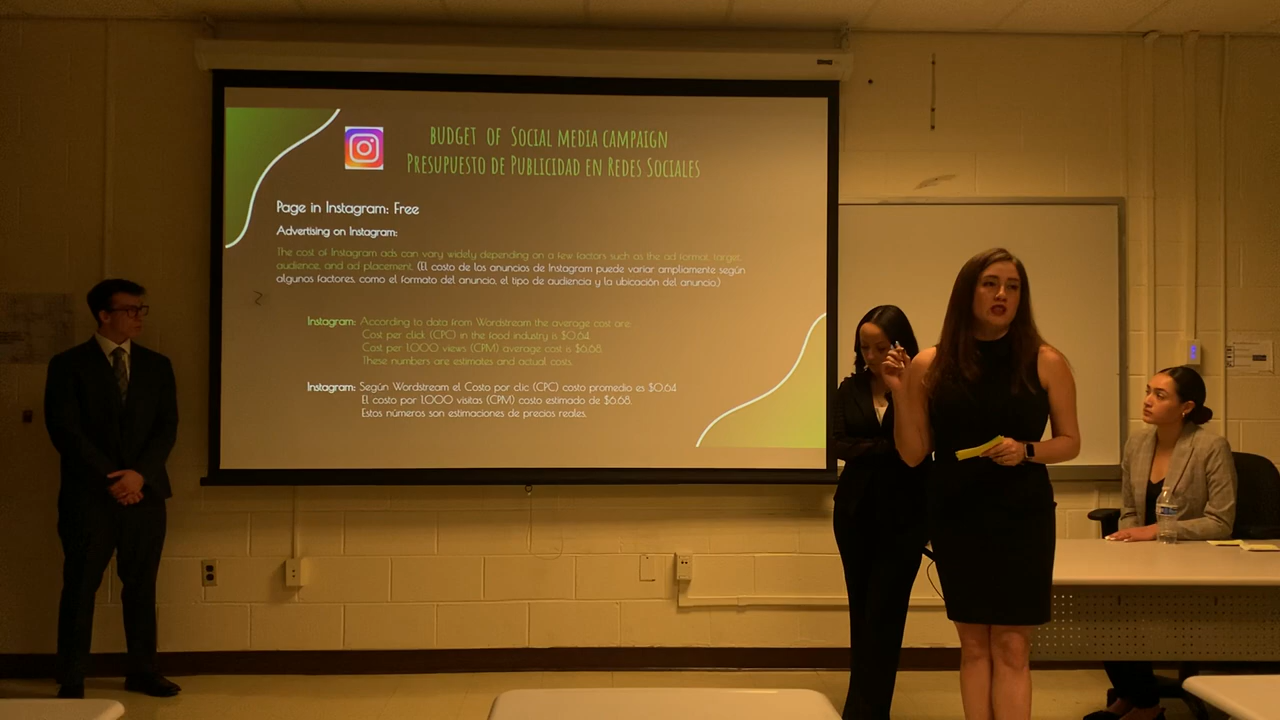 BUDGET OF SOCIAL MEDIA CAMPAIGN
PRESUPUESTO DE PUBLICIDAD EN REDES SOCIALES
Page in Instagram: Free
Advertising on Instagram:
The cost of Instagram ads can vary widely depending on a few factors such as the ad format, target,
audience, and ad placement. (El costo de los anuncios de Instagram puede variar ampliamente según
algunos factores, como el formato del anuncio, el tipo de audiencia y la ubicación del anuncio.)
Instagram: According to data from Wordstream the average cost are:
Cost per click (CPC) in the food industry is $0.64.
Cost per 1,000 views (CPM) average cost is $6.68
These numbers are estimates and actual costs.
Instagram: Según Wordstream el Costo por clic (CPC) costo promedio es $0.64
El costo por 1,000 visitas (CPM) costo estimado de $6.68.
Estos números son estimaciones de precios reales.